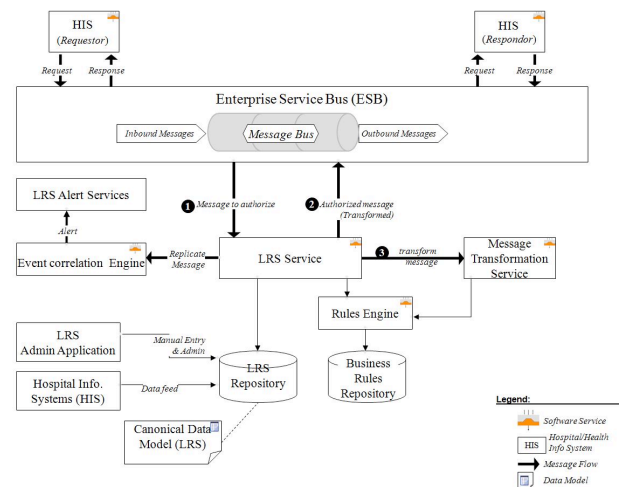 HIS
(Requestor)
HIS
(Respondor)
Request
Response
Request
Response
Enterprise Service Bus (ESB)
Inbound Messages
Message Bus
Outbound Messages
1
Message to authorize
2
Authorized message
(Transformed)
LRS Alert Services
Alert
Event correlation Engine
Replicate
Message
LRS Service
3
transform
message
Message
Transformation
Service
Rules Engine
LRS
Admin Application
Manual Entry
& Admin
Hospital Info.
Systems (HIS)
Data feed
LRS
Repository
Business
Rules
Repository
Canonical Data
Model (LRS)
Legend:
Software Service
HIS
Hospital/Health
Info System
Message Flow
Data Model